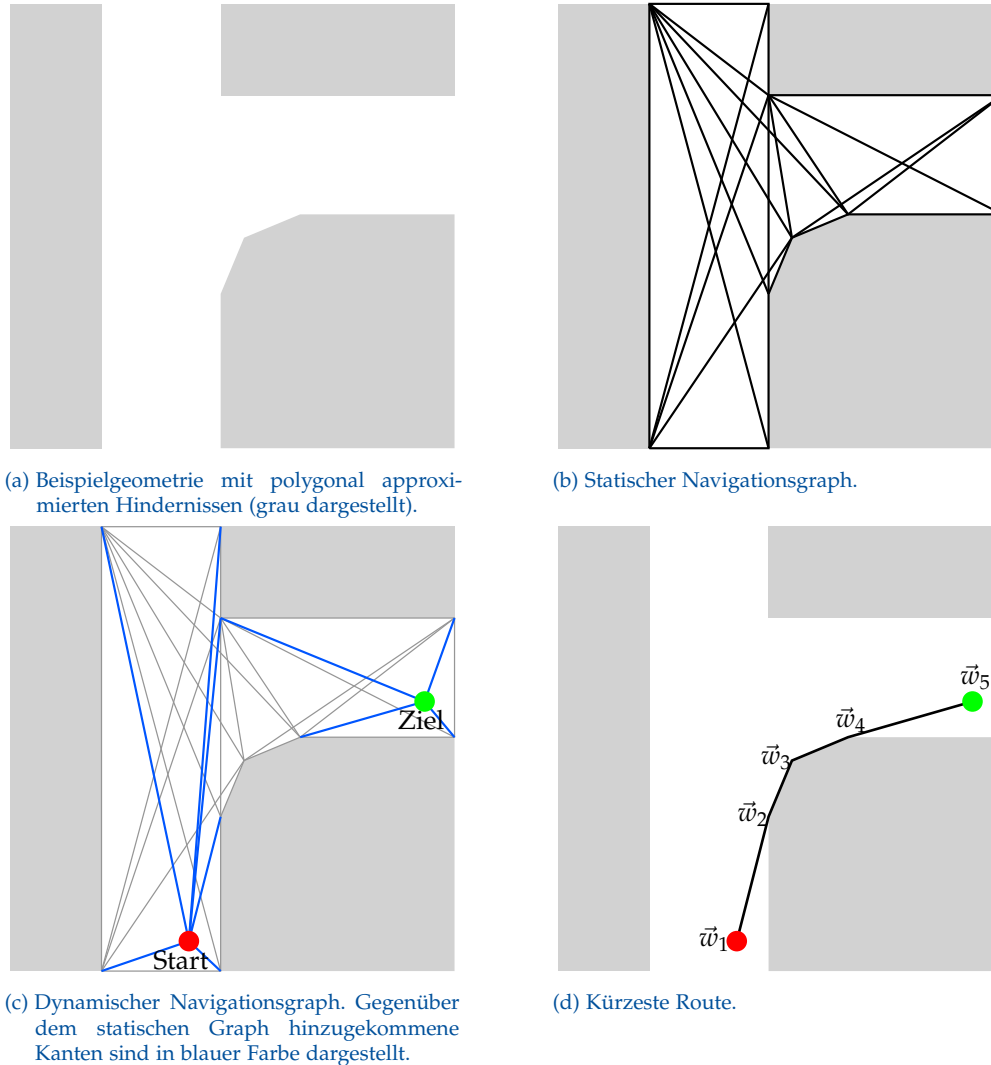 (a) Beispielgeometrie mit polygonal approxi-
mierten Hindernissen (grau dargestellt).
(b) Statischer Navigationsgraph.
Ziel
Start
(c) Dynamischer Navigationsgraph. Gegenüber
dem statischen Graph hinzugekommene
Kanten sind in blauer Farbe dargestellt.
w⃗5
w⃗4
w⃗3
w⃗2
w⃗1
(d) Kürzeste Route.